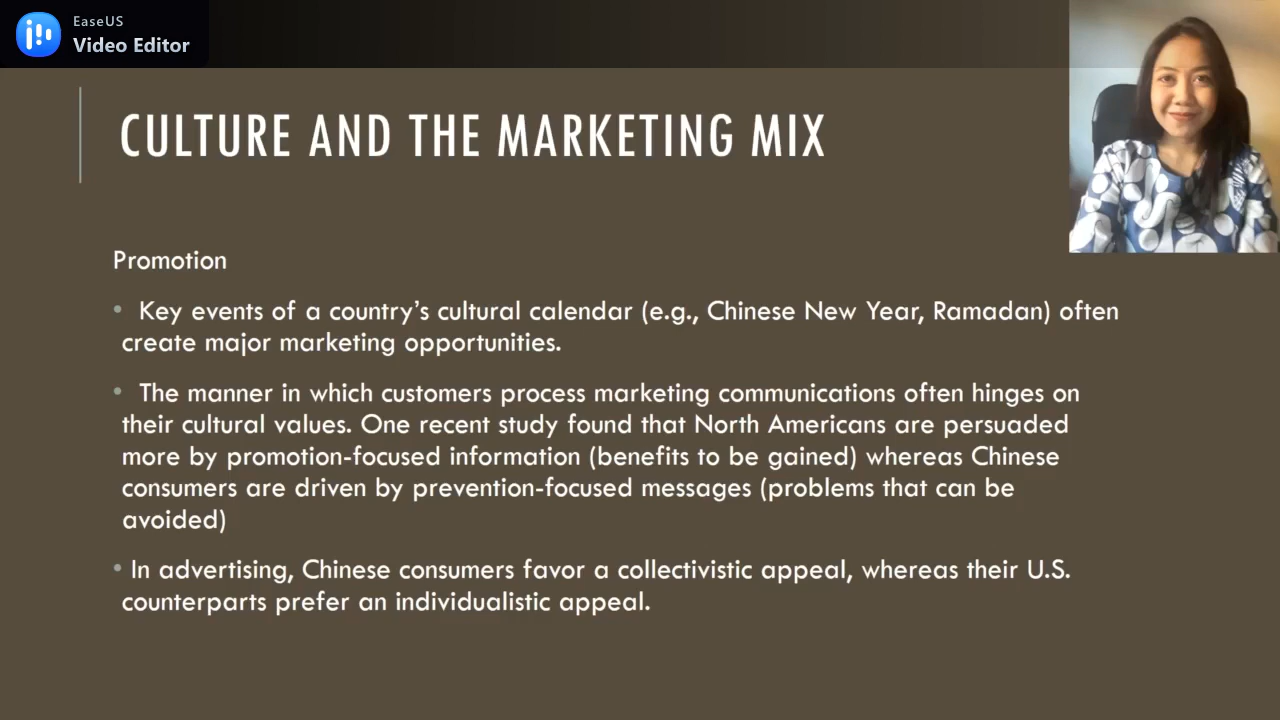 EaseUS
Video Editor
CULTURE AND THE MARKETING MIX
Promotion
• Key events of a country’s cultural calendar (e.g., Chinese New Year, Ramadan) often
create major marketing opportunities.
• The manner in which customers process marketing communications often hinges on
their cultural values. One recent study found that North Americans are persuaded
more by promotion-focused information (benefits to be gained) whereas Chinese
consumers are driven by prevention-focused messages (problems that can be
avoided)
• In advertising, Chinese consumers favor a collectivistic appeal, whereas their U.S.
counterparts prefer an individualistic appeal.